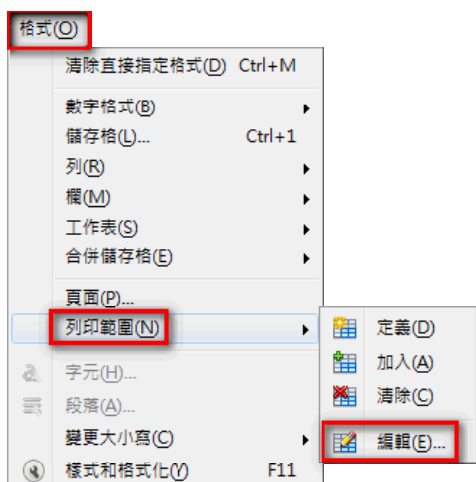 格式(O)
清除直接指定格式(D) Ctrl+M
數字格式(B)
儲存格(L)... Ctrl+1
列(R)
欄(M)
工作表(S)
合併儲存格(E)
頁面(P)...
列印範圍(N)
定義(D)
加入(A)
清除(C)
編輯(E)...
字元(H)...
段落(A)...
變更大小寫(C)
樣式和格式化(Y) F11